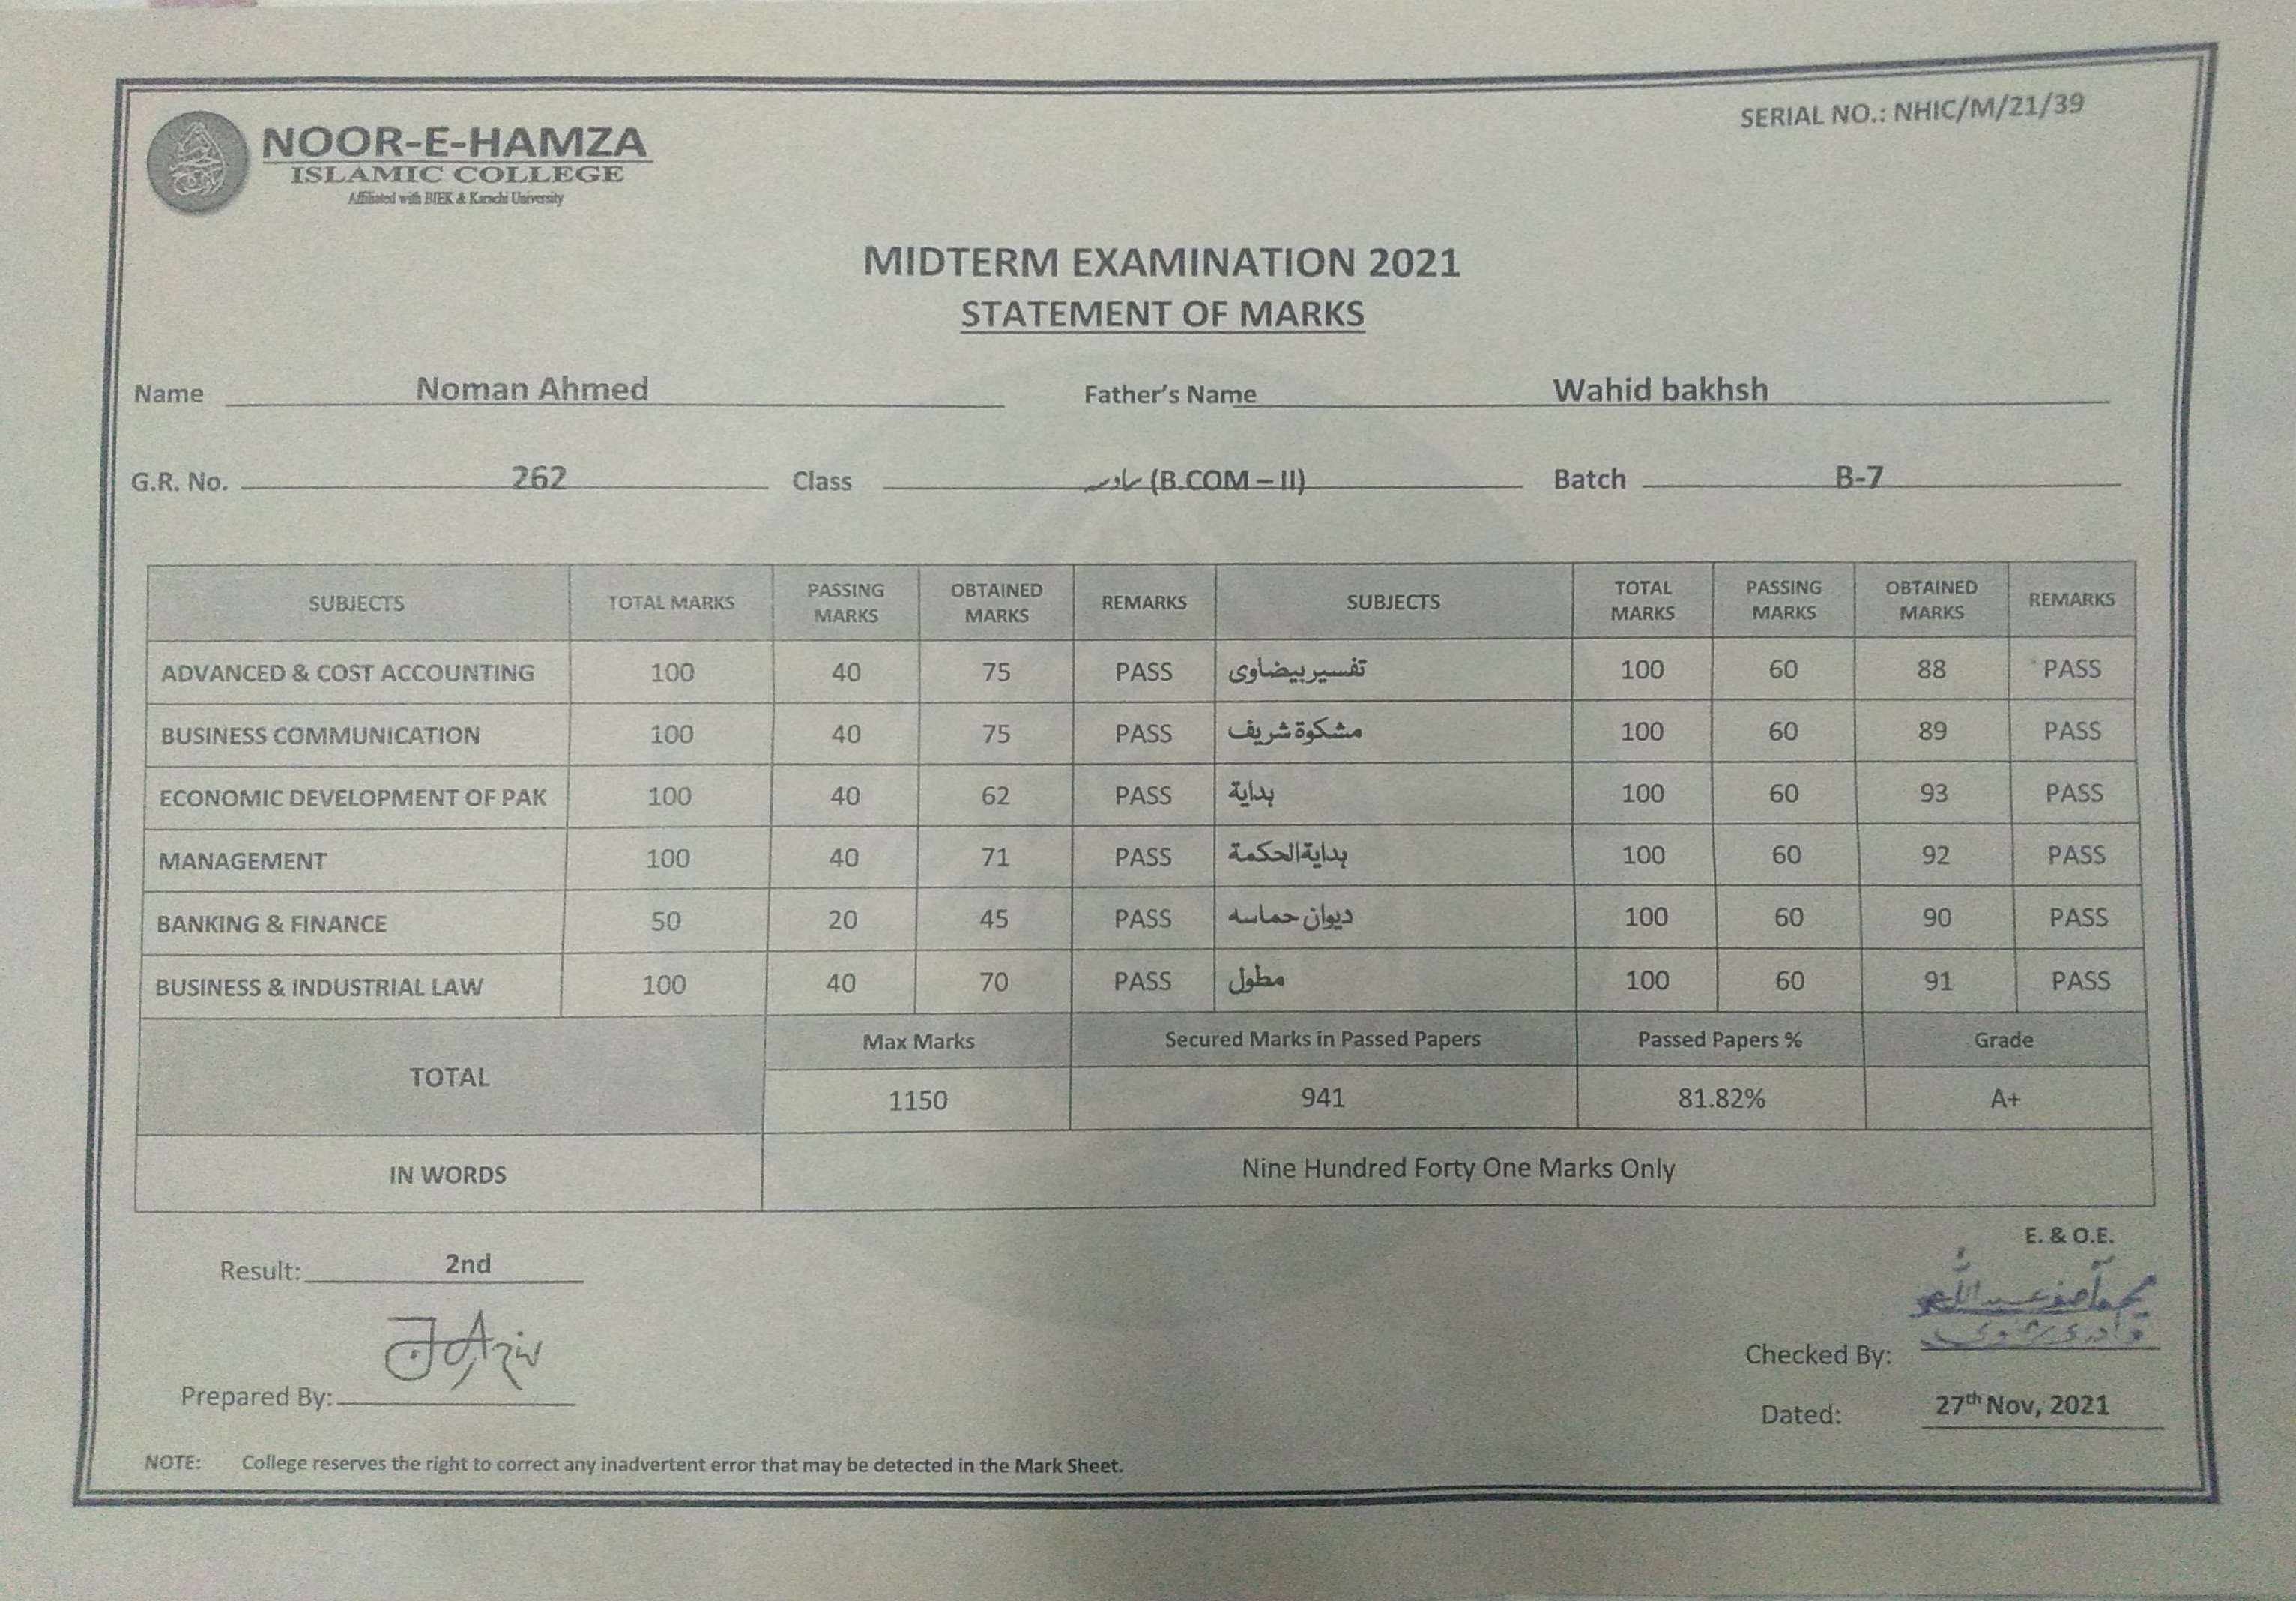 NOOR-E-HAMZA
ISLAMIC COLLEGE
Affiliated with BIEK & Karachi University
SERIAL NO.: NHIC/M/21/39
MIDTERM EXAMINATION 2021
STATEMENT OF MARKS
Name Noman Ahmed Father's Name Wahid bakhsh
G.R. No. 262 Class سادسہ (B.COM – II) Batch B-7
SUBJECTS TOTAL MARKS PASSING MARKS OBTAINED MARKS REMARKS SUBJECTS TOTAL MARKS PASSING MARKS OBTAINED MARKS REMARKS
ADVANCED & COST ACCOUNTING 100 40 75 PASS تفسیر بیضاوی 100 60 88 PASS
BUSINESS COMMUNICATION 100 40 75 PASS مشکوة شریف 100 60 89 PASS
ECONOMIC DEVELOPMENT OF PAK 100 40 62 PASS ہدایة 100 60 93 PASS
MANAGEMENT 100 40 71 PASS ہدایة الحکمة 100 60 92 PASS
BANKING & FINANCE 50 20 45 PASS دیوان حماسه 100 60 90 PASS
BUSINESS & INDUSTRIAL LAW 100 40 70 PASS مطول 100 60 91 PASS
TOTAL Max Marks Secured Marks in Passed Papers Passed Papers % Grade
1150 941 81.82% A+
IN WORDS Nine Hundred Forty One Marks Only
E. & O.E.
Result: 2nd
Checked By:
Prepared By:
Dated: 27th Nov, 2021
NOTE: College reserves the right to correct any inadvertent error that may be detected in the Mark Sheet.